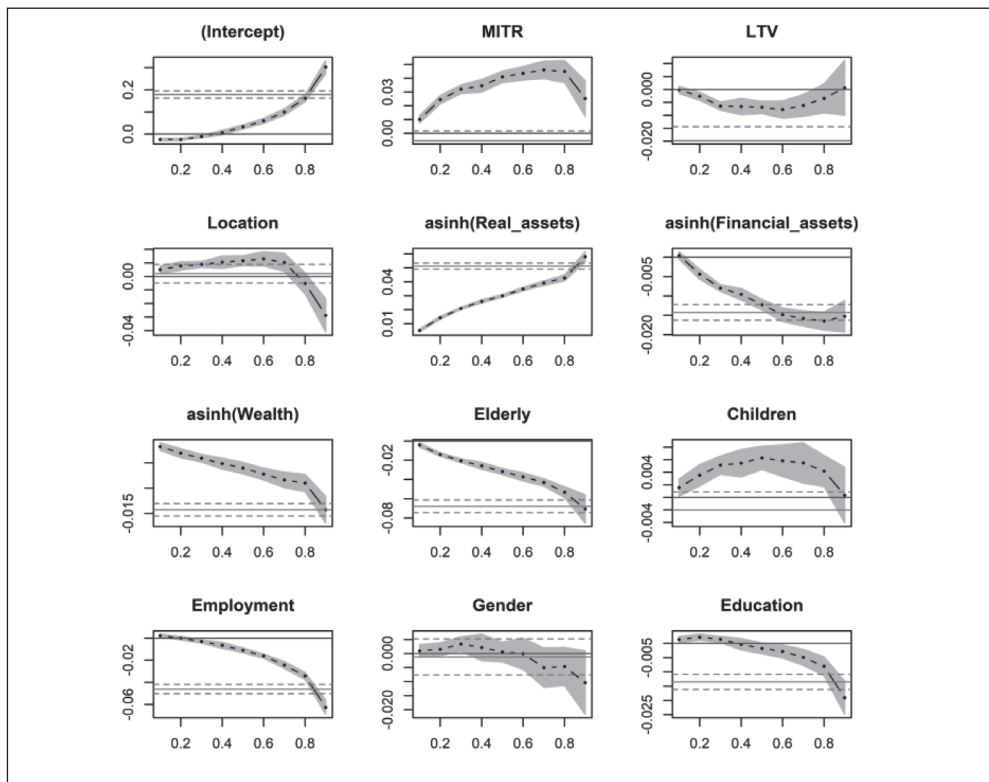 (Intercept) MITR LTV
0.2
0.0
0.03
0.00
0.000
-0.020
0.2 0.4 0.6 0.8 0.2 0.4 0.6 0.8 0.2 0.4 0.6 0.8
Location asinh(Real_assets) asinh(Financial_assets)
0.00
-0.04
0.04
0.01
-0.005
-0.020
0.2 0.4 0.6 0.8 0.2 0.4 0.6 0.8 0.2 0.4 0.6 0.8
asinh(Wealth) Elderly Children
-0.015
-0.02
-0.08
0.004
-0.004
0.2 0.4 0.6 0.8 0.2 0.4 0.6 0.8 0.2 0.4 0.6 0.8
Employment Gender Education
-0.02
-0.06
0.000
-0.020
-0.005
-0.025
0.2 0.4 0.6 0.8 0.2 0.4 0.6 0.8 0.2 0.4 0.6 0.8